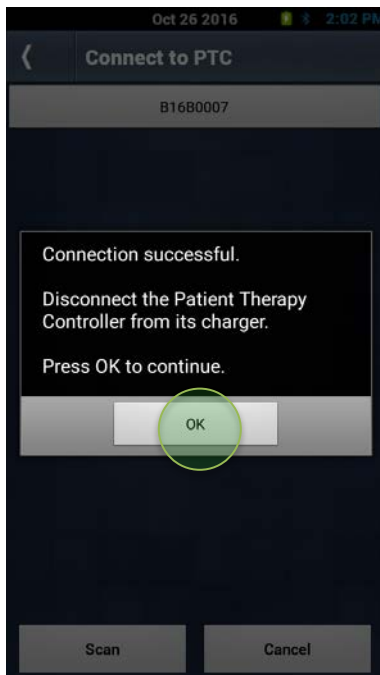 Oct 26 2016 2:02 PM
Connect to PTC
B16B0007
Connection successful.
Disconnect the Patient Therapy
Controller from its charger.
Press OK to continue.
OK
Scan Cancel